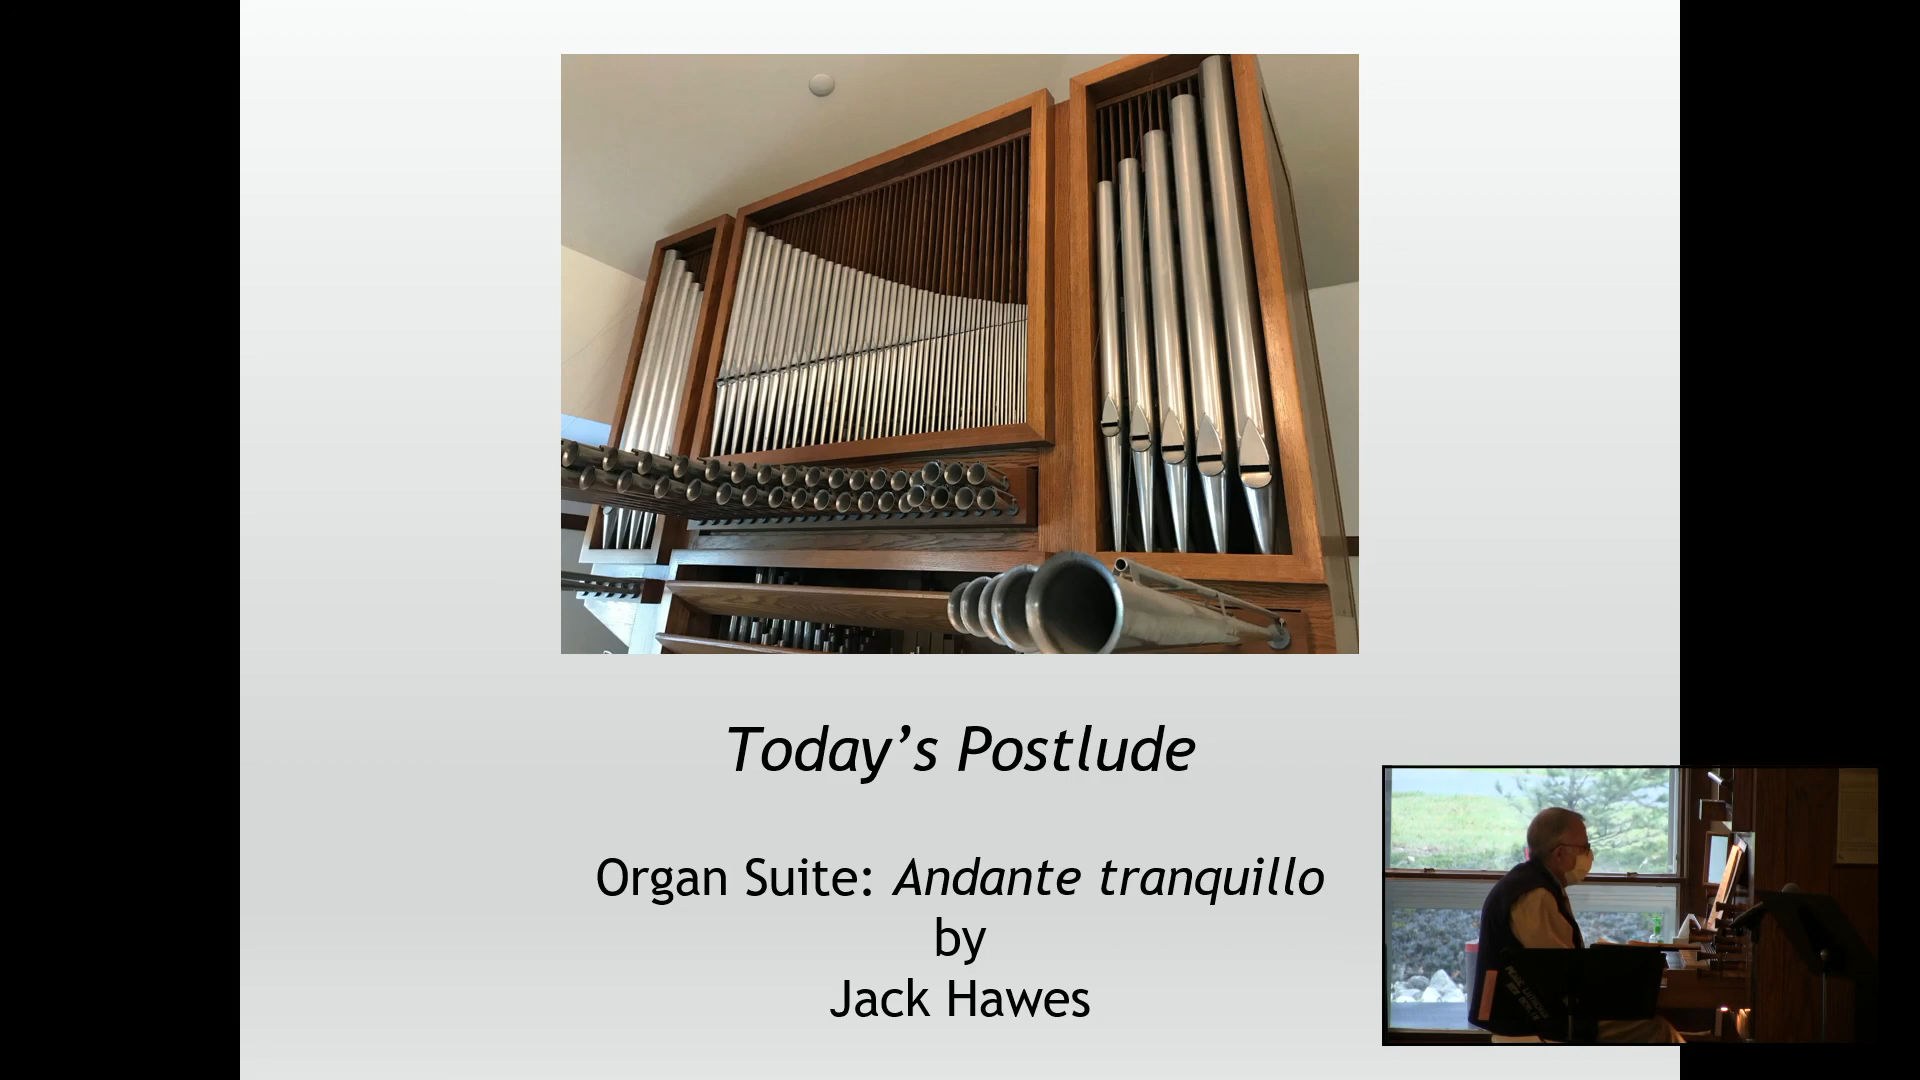 Today’s Postlude
Organ Suite: Andante tranquillo
by
Jack Hawes